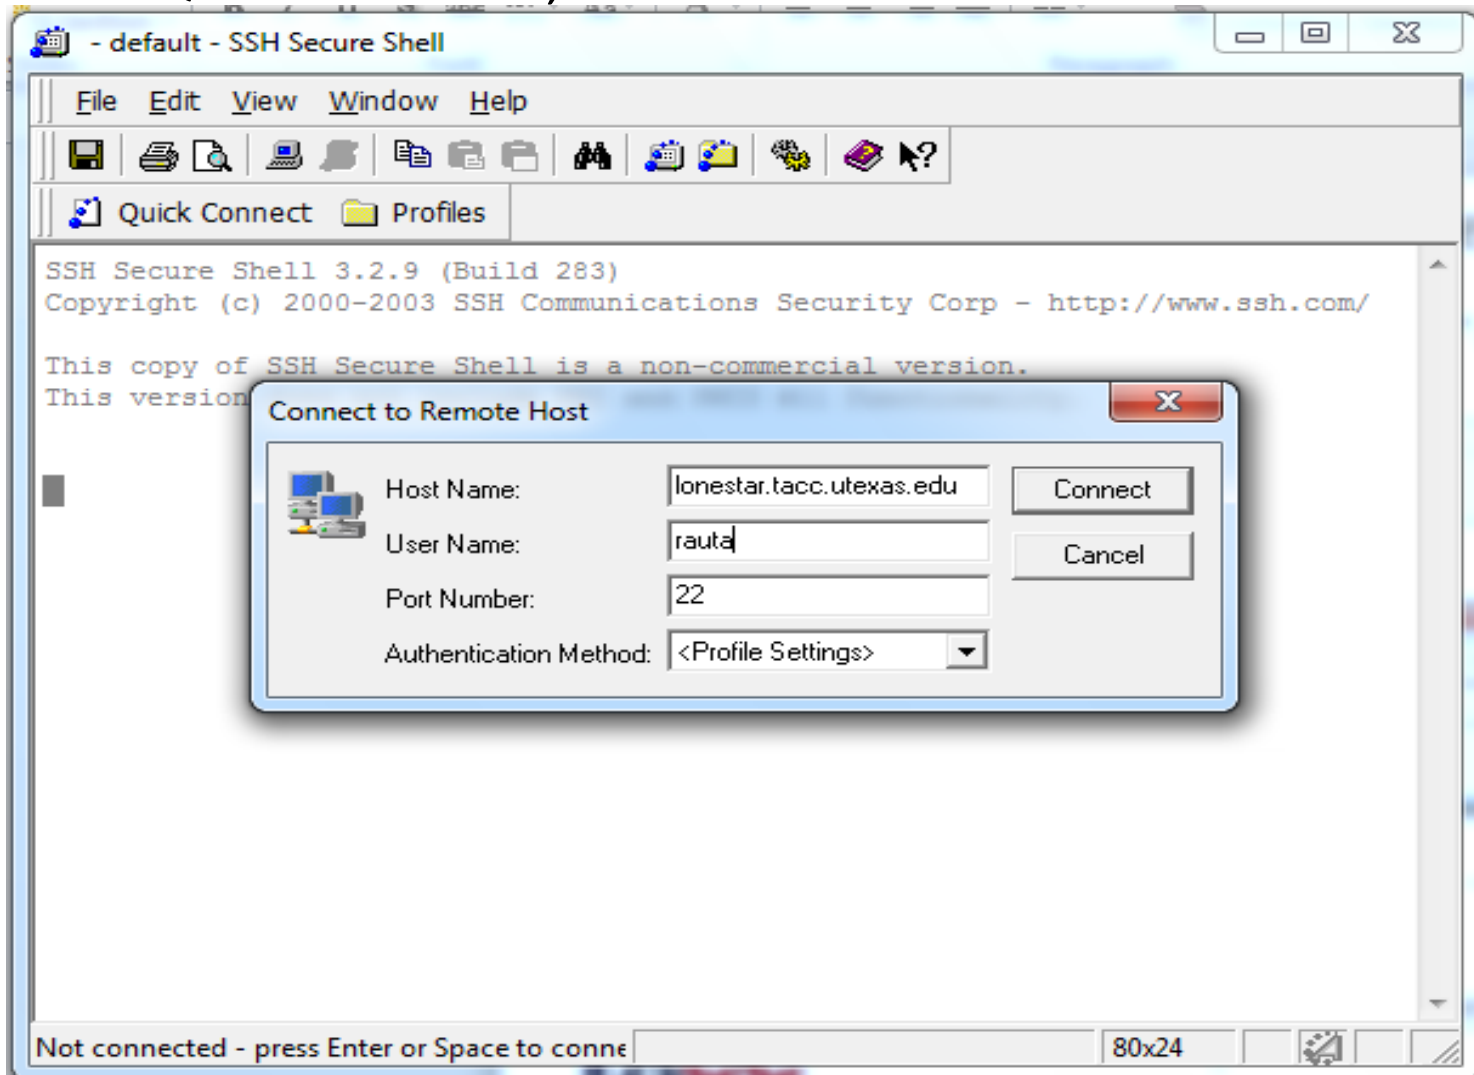 - default - SSH Secure Shell
File Edit View Window Help
Quick Connect Profiles
SSH Secure Shell 3.2.9 (Build 283)
Copyright (c) 2000-2003 SSH Communications Security Corp - http://www.ssh.com/
This copy of SSH Secure Shell is a non-commercial version.
This version
Connect to Remote Host
Host Name: lonestar.tacc.utexas.edu Connect
User Name: rauta Cancel
Port Number: 22
Authentication Method: <Profile Settings>
Not connected - press Enter or Space to conne 80x24